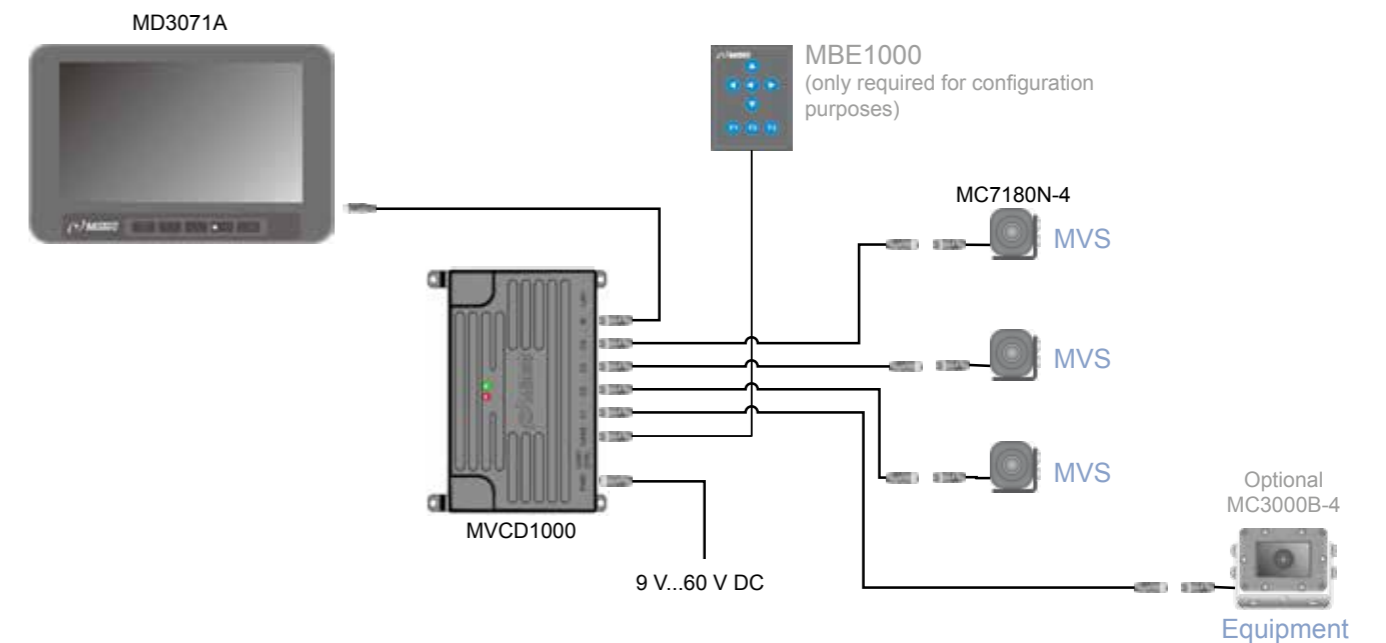 MD3071A
MBE1000
(only required for configuration
purposes)
MC7180N-4
MVS
MVS
MVS
Optional
MC3000B-4
MVCD1000
9 V...60 V DC
Equipment